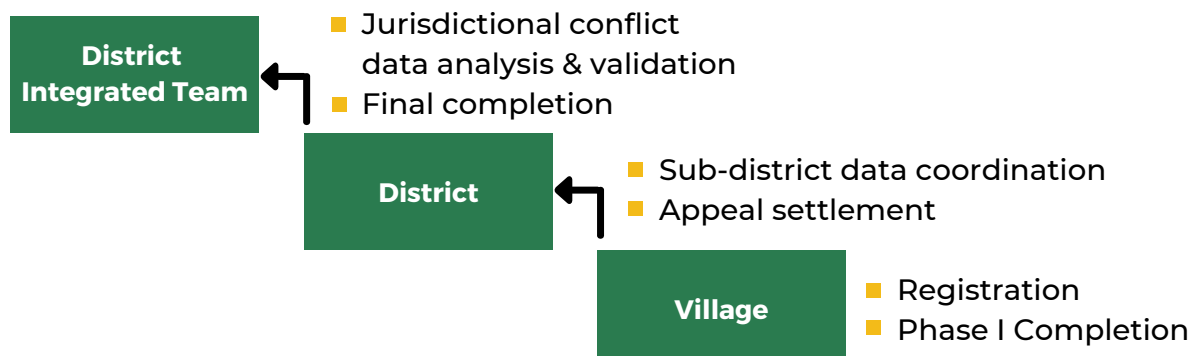 District
Integrated Team
Jurisdictional conflict
data analysis & validation
Final completion
District
Sub-district data coordination
Appeal settlement
Village
Registration
Phase I Completion